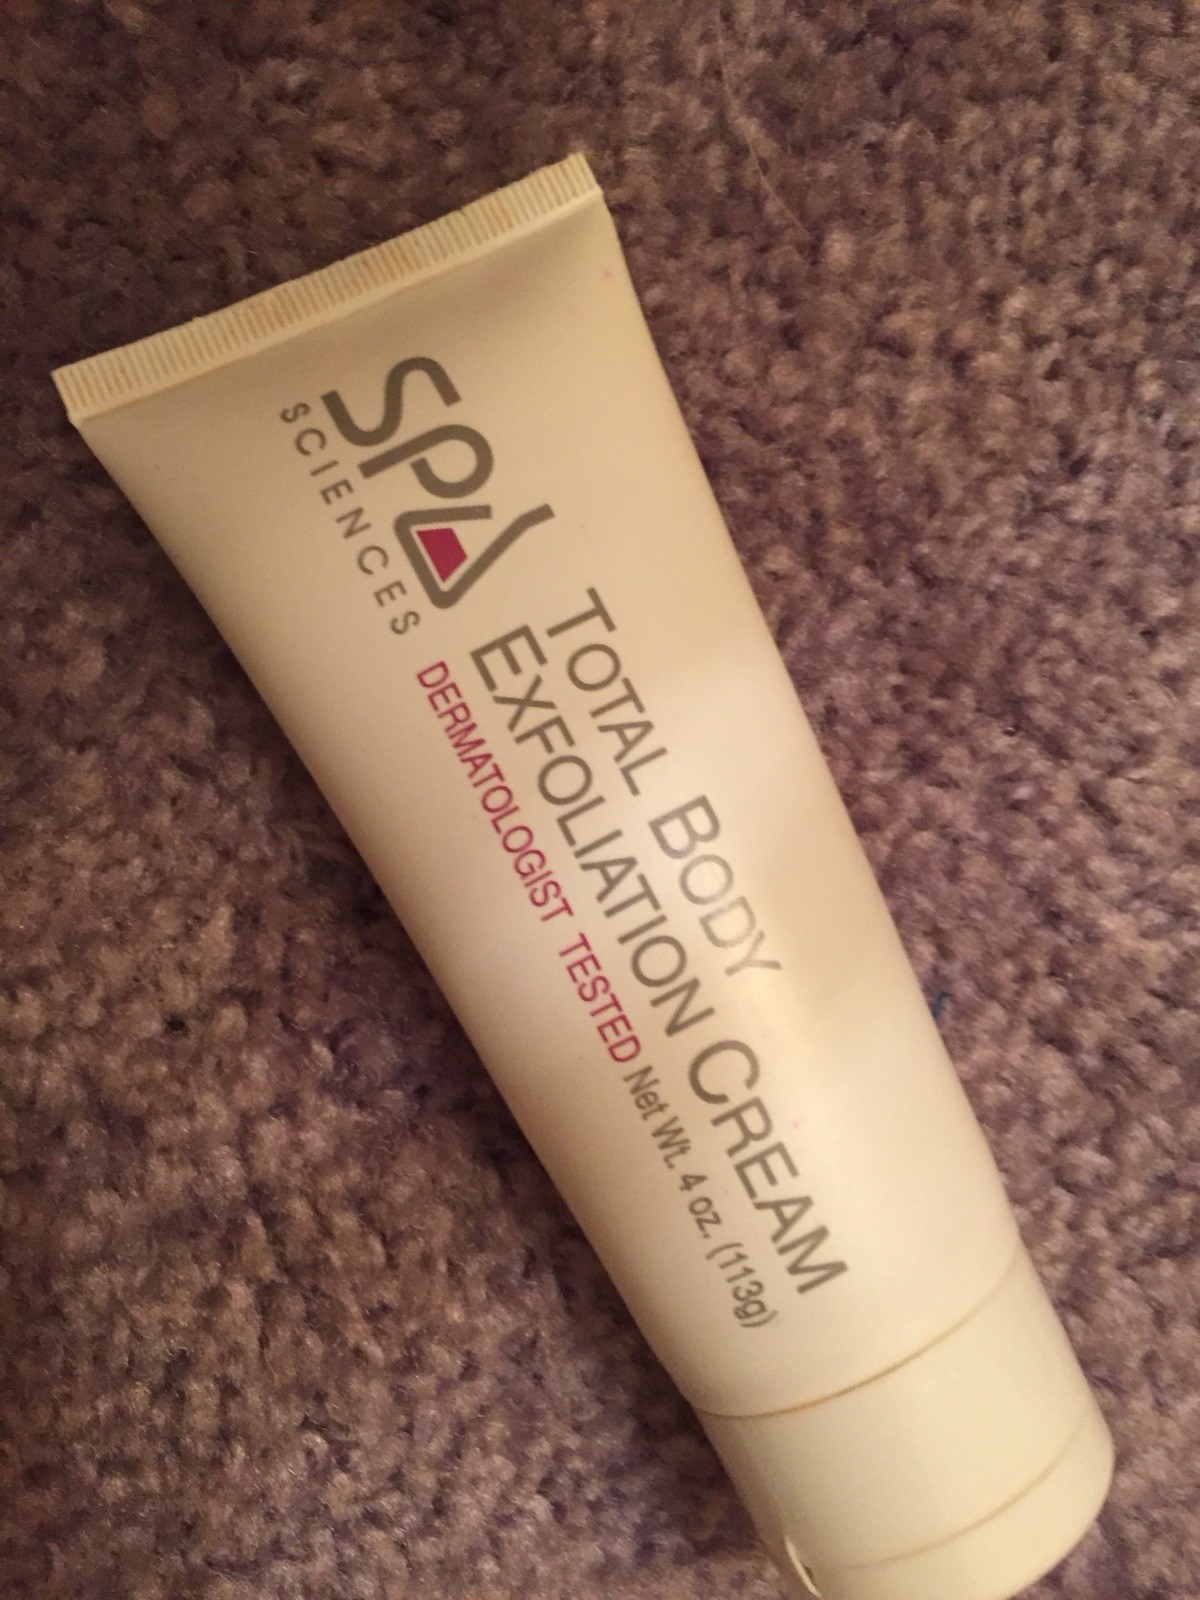 SPA
SCIENCES
TOTAL BODY
EXFOLIATION CREAM
DERMATOLOGIST TESTED Net Wt. 4 oz. (113g)